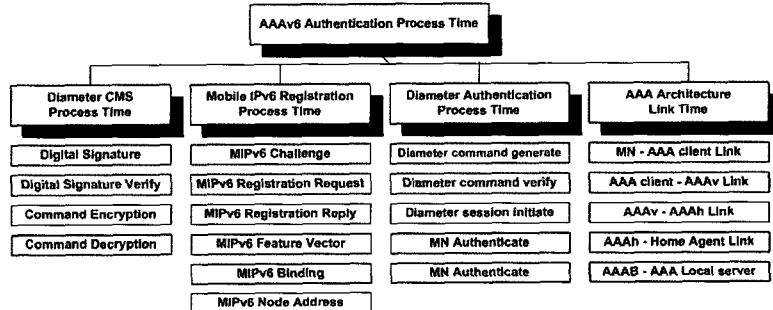 AAAv6 Authentication Process Time
Diameter CMS
Process Time
Digital Signature
Digital Signature Verify
Command Encryption
Command Decryption
Mobile IPv6 Registration
Process Time
MIPv6 Challenge
MIPv6 Registration Request
MIPv6 Registration Reply
MIPv6 Feature Vector
MIPv6 Binding
MIPv6 Node Address
Diameter Authentication
Process Time
Diameter command generate
Diameter command verify
Diameter session initiate
MN Authenticate
MN Authenticate
AAA Architecture
Link Time
MN - AAA client Link
AAA client - AAAv Link
AAAv - AAAh Link
AAAh - Home Agent Link
AAAB - AAA Local server